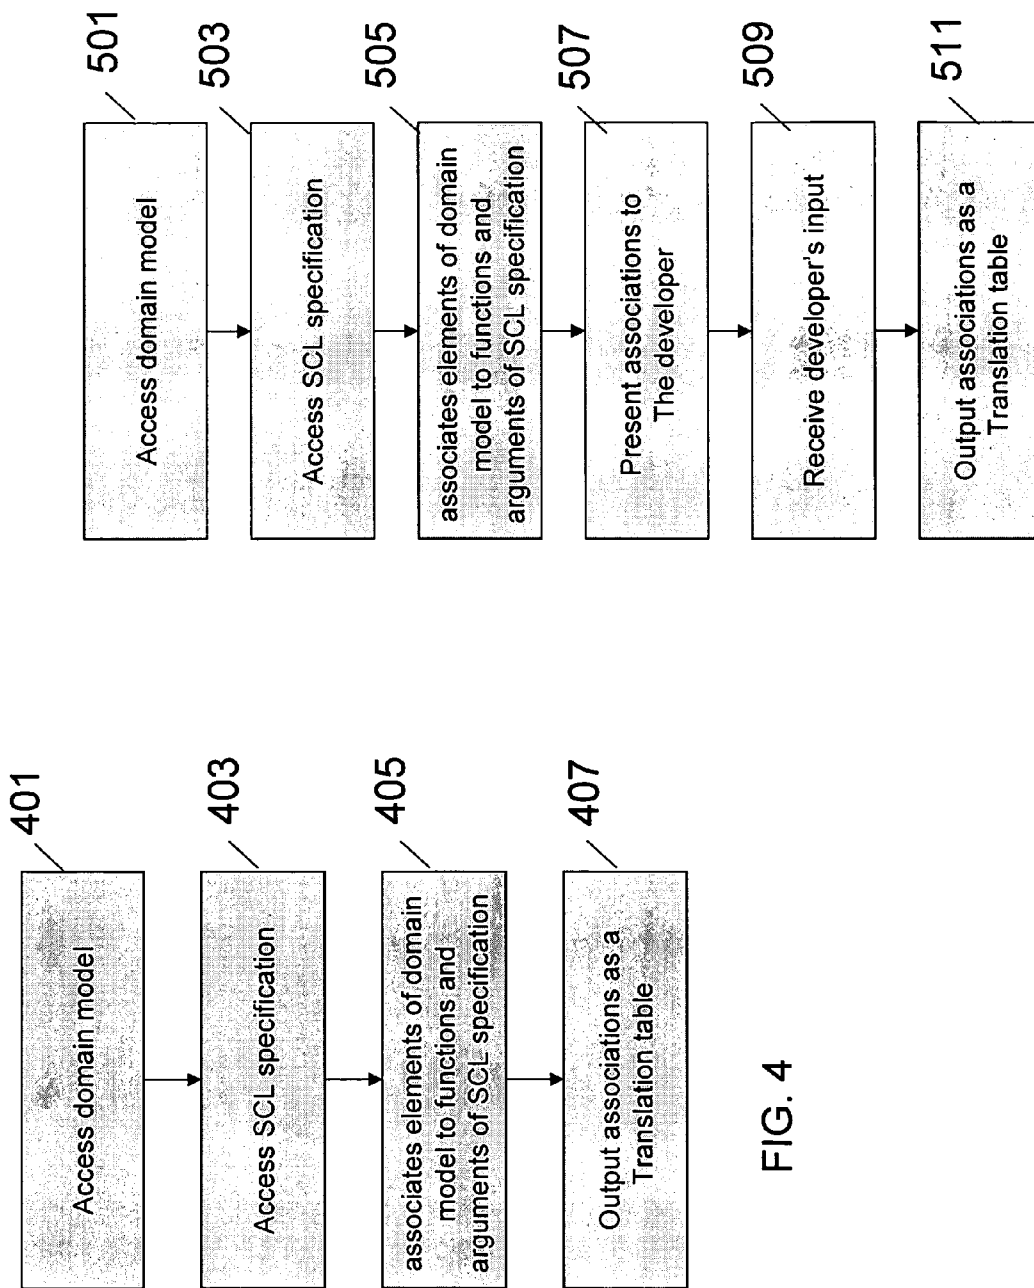 401
Access domain model
403
Access SCL specification
405
associates elements of domain
model to functions and
arguments of SCL specification
407
Output associations as a
Translation table
FIG. 4
501
Access domain model
503
Access SCL specification
505
associates elements of domain
model to functions and
arguments of SCL specification
507
Present associations to
The developer
509
Receive developer's input
511
Output associations as a
Translation table